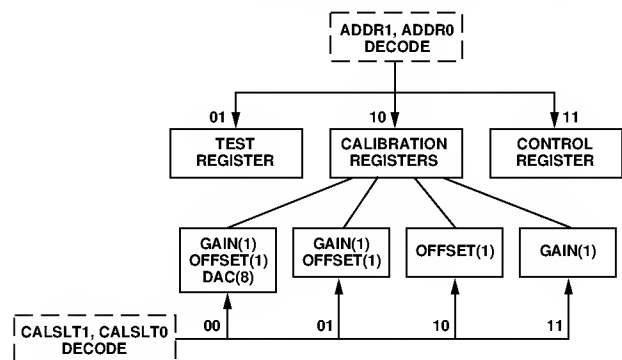 ADDR1, ADDR0
DECODE
01
10
11
TEST
REGISTER
CALIBRATION
REGISTERS
CONTROL
REGISTER
GAIN(1)
OFFSET(1)
DAC(8)
GAIN(1)
OFFSET(1)
OFFSET(1)
GAIN(1)
CALSLT1, CALSLT0
DECODE
00
01
10
11